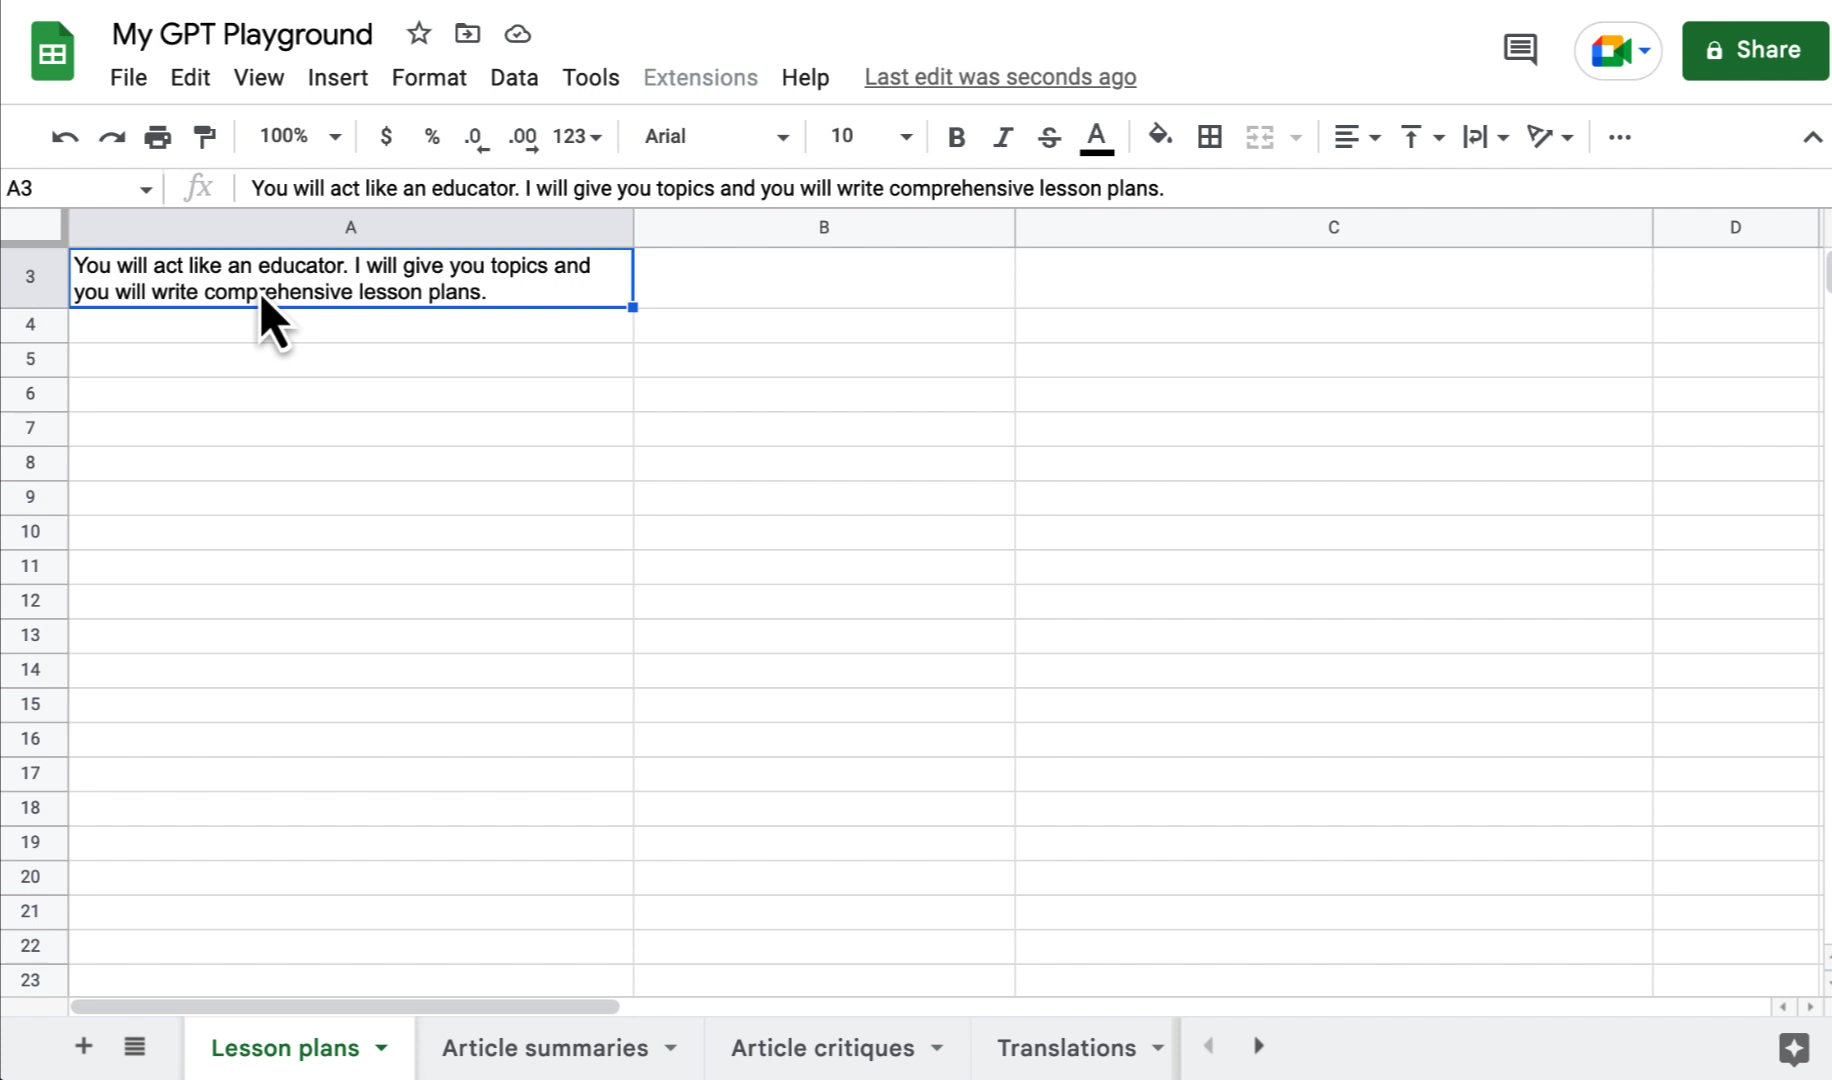 My GPT Playground
Share
File Edit View Insert Format Data Tools Extensions Help Last edit was seconds ago
100% $ % .0 .00 123 Arial 10 B I S A
A3 fx You will act like an educator. I will give you topics and you will write comprehensive lesson plans.
A B C D
3 You will act like an educator. I will give you topics and
you will write comprehensive lesson plans.
4
5
6
7
8
9
10
11
12
13
14
15
16
17
18
19
20
21
22
23
Lesson plans Article summaries Article critiques Translations